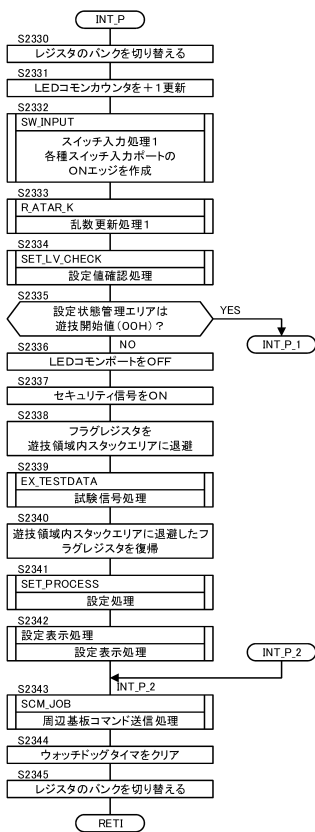 INT_P
S2330
レジスタのバンクを切り替える
S2331
LEDコモンカウンタを＋1更新
S2332
SW_INPUT
スイッチ入力処理1
各種スイッチ入力ポートの
ONエッジを作成
S2333
R_ATAR_K
乱数更新処理1
S2334
SET_LV_CHECK
設定値確認処理
S2335
設定状態管理エリアは
遊技開始値（00H）？
YES
INT_P_1
NO
S2336
LEDコモンポートをOFF
S2337
セキュリティ信号をON
S2338
フラグレジスタを
遊技領域内スタックエリアに退避
S2339
EX_TESTDATA
試験信号処理
S2340
遊技領域内スタックエリアに退避したフ
ラグレジスタを復帰
S2341
SET_PROCESS
設定処理
S2342
設定表示処理
設定表示処理
INT_P_2
INT_P_2
S2343
SCM_JOB
周辺基板コマンド送信処理
S2344
ウォッチドッグタイマをクリア
S2345
レジスタのバンクを切り替える
RETI